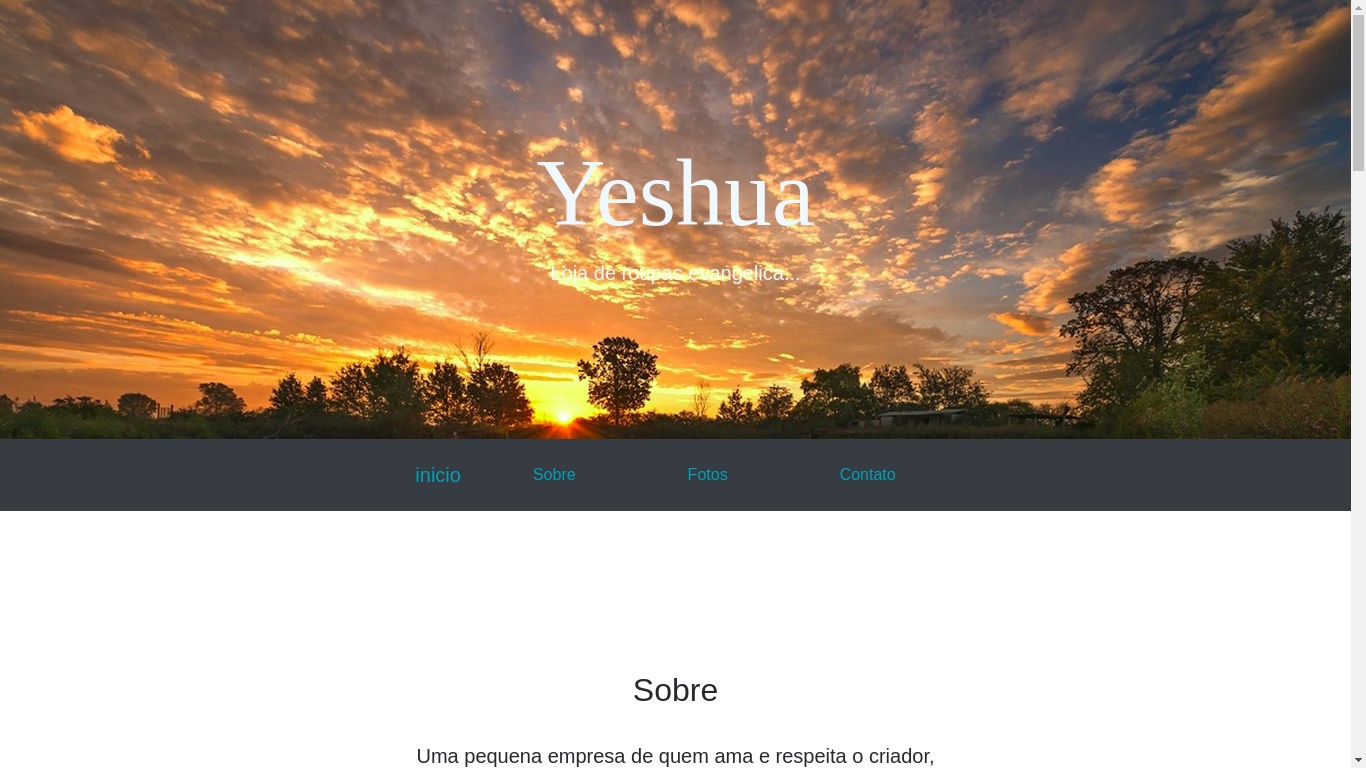 Yeshua
Loja de roupas evangelica...
inicio Sobre Fotos Contato
Sobre
Uma pequena empresa de quem ama e respeita o criador,